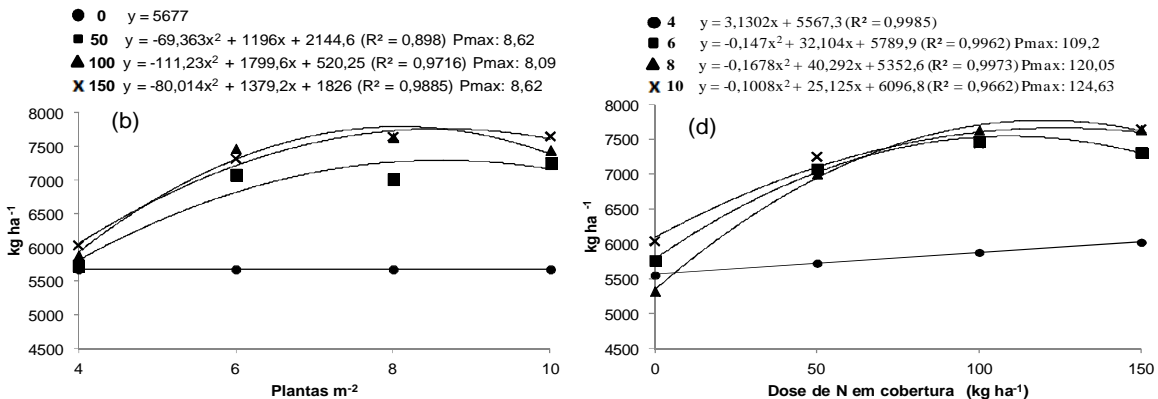 0 y = 5677
50 y = -69,363x² + 1196x + 2144,6 (R² = 0,898) Pmax: 8,62
100 y = -111,23x² + 1799,6x + 520,25 (R² = 0,9716) Pmax: 8,09
150 y = -80,014x² + 1379,2x + 1826 (R² = 0,9885) Pmax: 8,62
(b)
8000
7500
7000
6500
6000
5500
5000
4500
kg ha⁻¹
4 6 8 10
Plantas m⁻²
4 y = 3,1302x + 5567,3 (R² = 0,9985)
6 y = -0,147x² + 32,104x + 5789,9 (R² = 0,9962) Pmax: 109,2
8 y = -0,1678x² + 40,292x + 5352,6 (R² = 0,9973) Pmax: 120,05
10 y = -0,1008x² + 25,125x + 6096,8 (R² = 0,9662) Pmax: 124,63
(d)
8000
7500
7000
6500
6000
5500
5000
4500
kg ha⁻¹
0 50 100 150
Dose de N em cobertura (kg ha⁻¹)